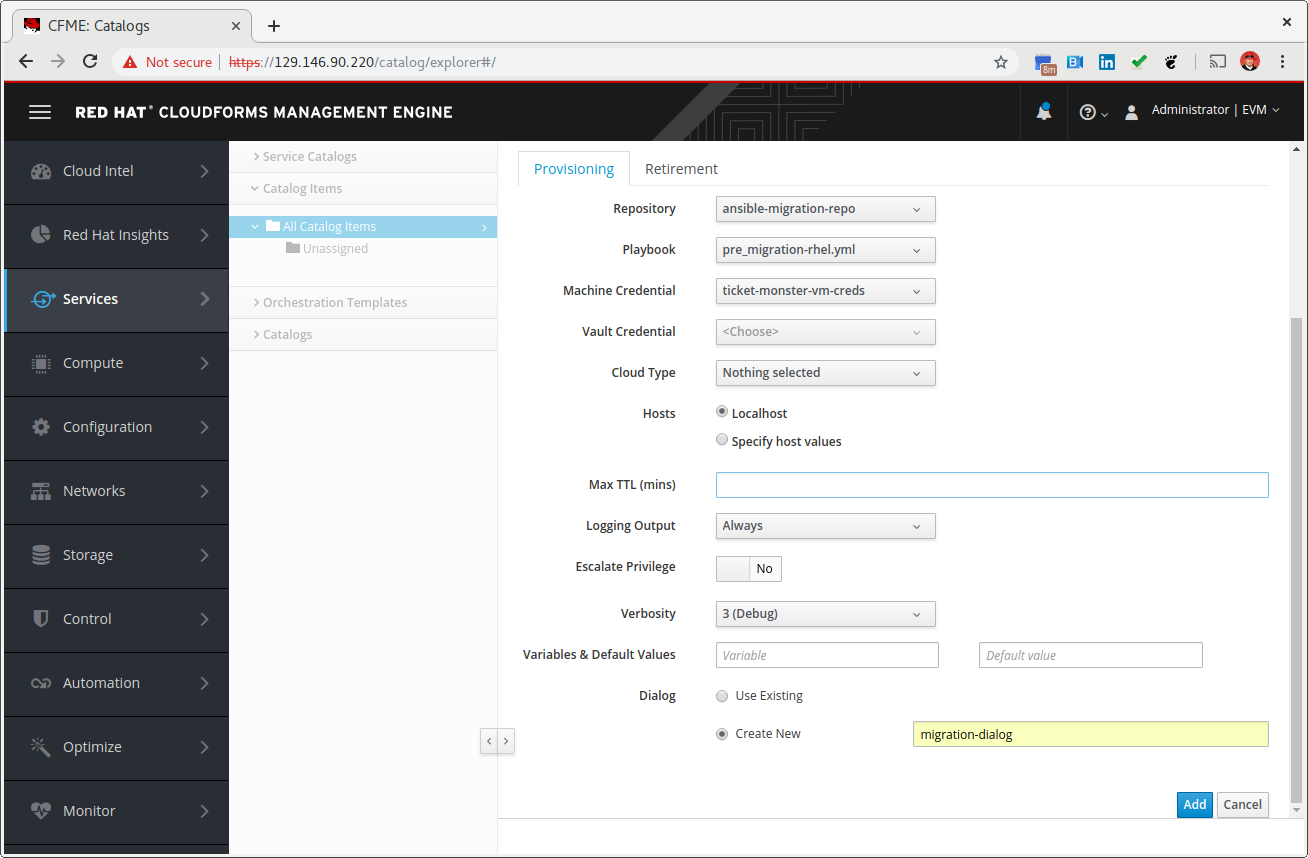 CFME: Catalogs
Not secure https://129.146.90.220/catalog/explorer#/
8m
RED HAT® CLOUDFORMS MANAGEMENT ENGINE
Administrator | EVM
Cloud Intel
Red Hat Insights
Services
Compute
Configuration
Networks
Storage
Control
Automation
Optimize
Monitor
Service Catalogs
Catalog Items
All Catalog Items
Unassigned
Orchestration Templates
Catalogs
Provisioning Retirement
Repository ansible-migration-repo
Playbook pre_migration-rhel.yml
Machine Credential ticket-monster-vm-creds
Vault Credential <Choose>
Cloud Type Nothing selected
Hosts Localhost
Specify host values
Max TTL (mins)
Logging Output Always
Escalate Privilege No
Verbosity 3 (Debug)
Variables & Default Values Variable Default value
Dialog Use Existing
Create New migration-dialog
Add Cancel